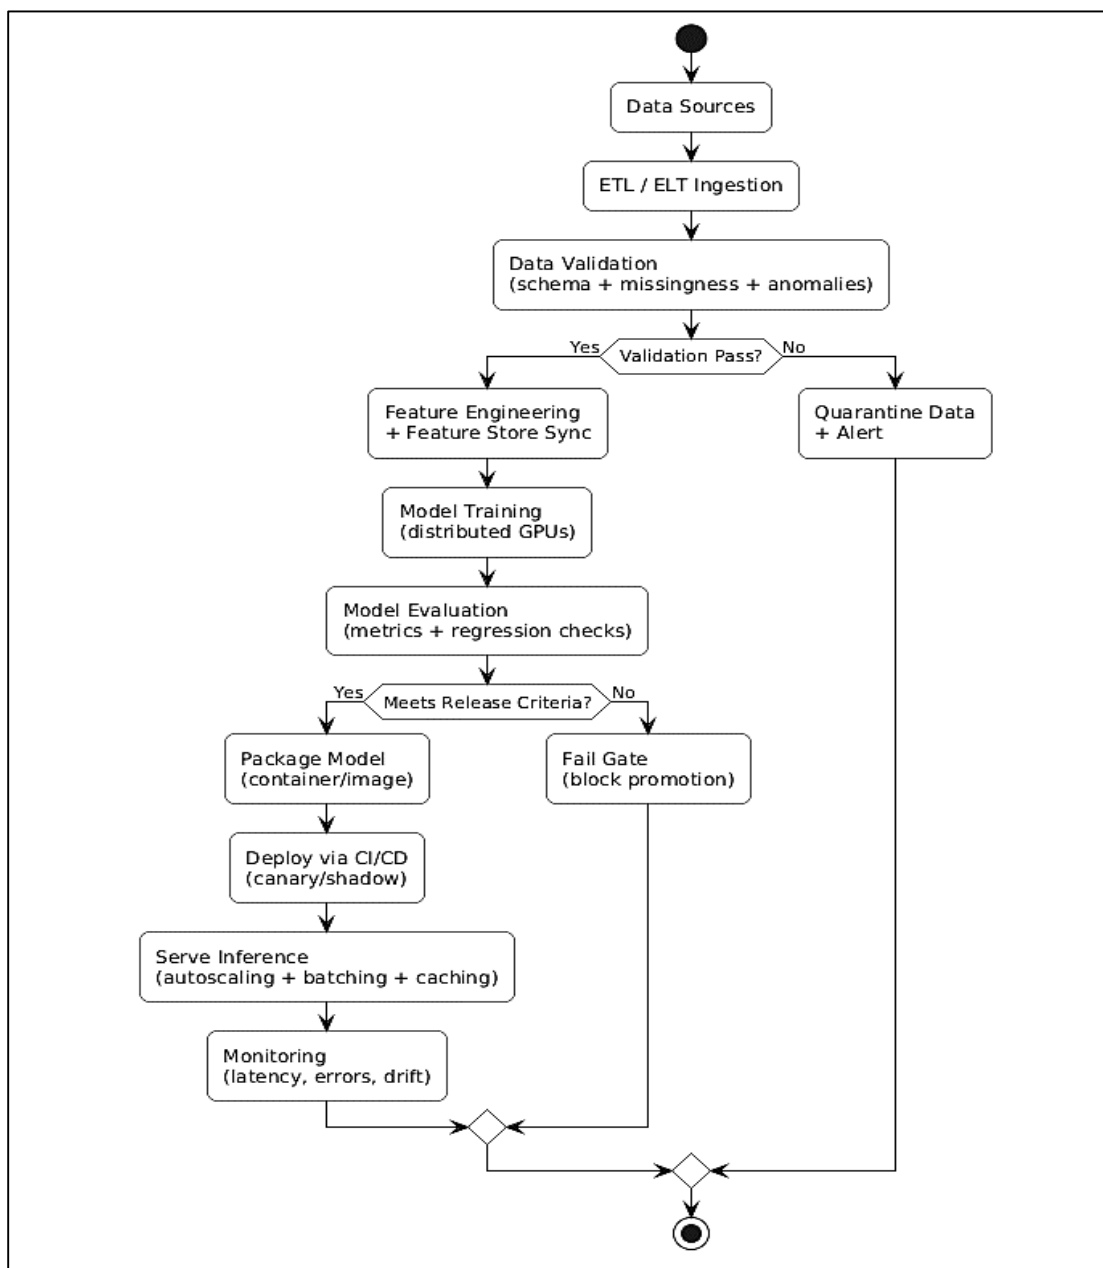 Data Sources
ETL / ELT Ingestion
Data Validation
(schema + missingness + anomalies)
Yes
Validation Pass?
No
Feature Engineering
+ Feature Store Sync
Quarantine Data
+ Alert
Model Training
(distributed GPUs)
Model Evaluation
(metrics + regression checks)
Yes
Meets Release Criteria?
No
Package Model
(container/image)
Fail Gate
(block promotion)
Deploy via CI/CD
(canary/shadow)
Serve Inference
(autoscaling + batching + caching)
Monitoring
(latency, errors, drift)